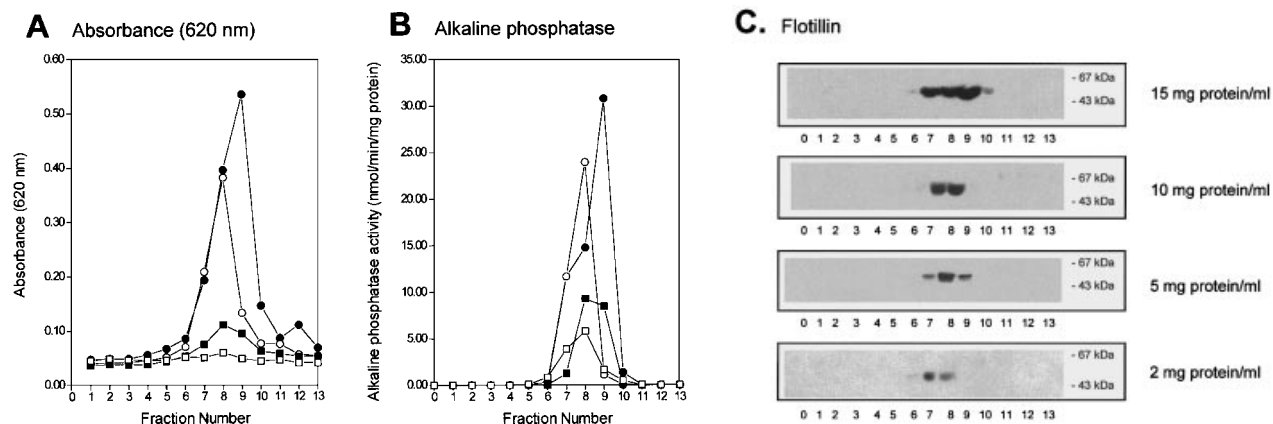 A Absorbance (620 nm)
Absorbance (620 nm)
0.60
0.50
0.40
0.30
0.20
0.10
0.00
0 1 2 3 4 5 6 7 8 9 10 11 12 13
Fraction Number
B Alkaline phosphatase
Alkaline phosphatase activity (nmol/min/mg protein)
35.00
30.00
25.00
20.00
15.00
10.00
5.00
0.00
0 1 2 3 4 5 6 7 8 9 10 11 12 13
Fraction Number
C. Flotillin
- 67 kDa
- 43 kDa
15 mg protein/ml
0 1 2 3 4 5 6 7 8 9 10 11 12 13
- 67 kDa
- 43 kDa
10 mg protein/ml
0 1 2 3 4 5 6 7 8 9 10 11 12 13
- 67 kDa
- 43 kDa
5 mg protein/ml
0 1 2 3 4 5 6 7 8 9 10 11 12 13
- 67 kDa
- 43 kDa
2 mg protein/ml
0 1 2 3 4 5 6 7 8 9 10 11 12 13